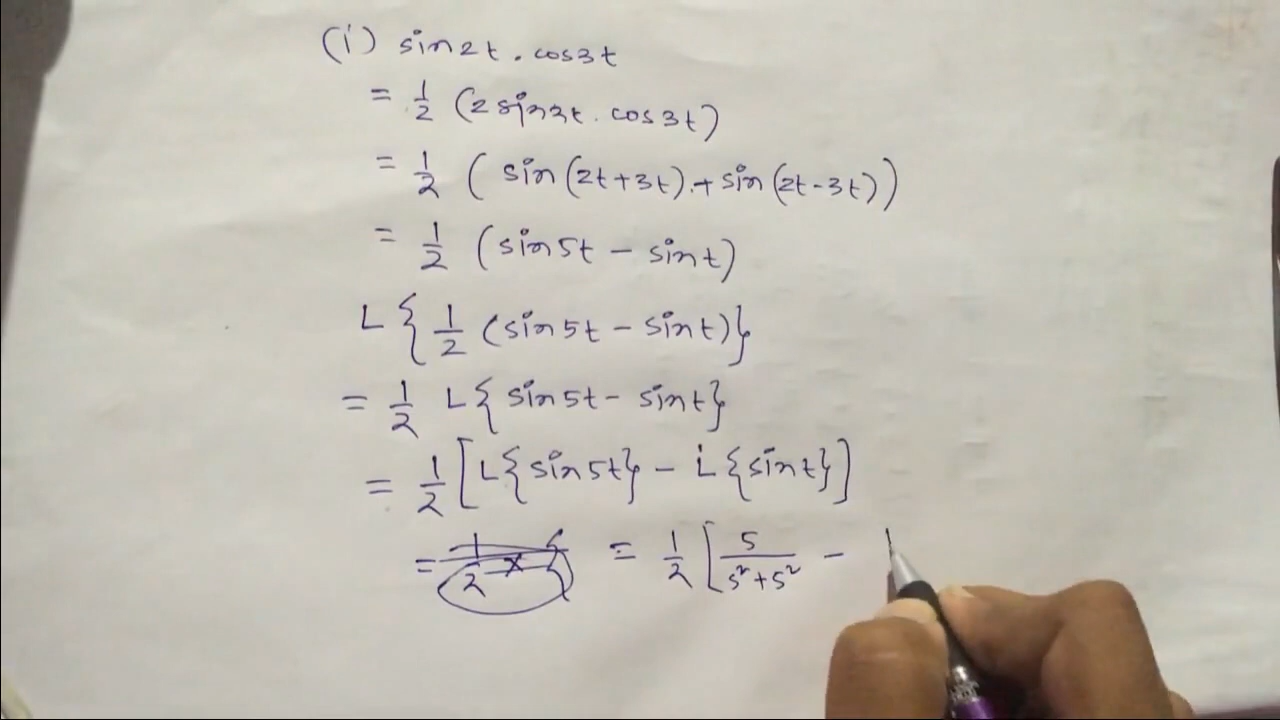 (i) sin2t . cos3t
= 1/2 (2 sin2t . cos3t)
= 1/2 ( sin(2t+3t) + sin(2t-3t))
= 1/2 (sin5t - sint)
L{ 1/2 (sin5t - sint)}
= 1/2 L{ sin5t - sint}
= 1/2 [L{sin5t} - L{sint}]
= 1/2 [ 5/(s²+5²) - 1